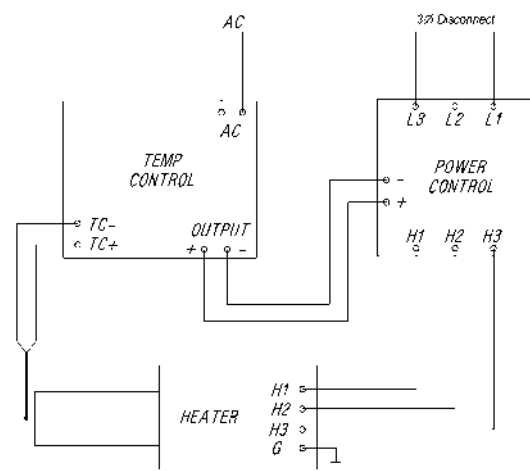 AC
3Ø Disconnect
AC
L3 L2 L1
TEMP
CONTROL
POWER
CONTROL
-
+
TC-
TC+
OUTPUT
+ -
H1 H2 H3
HEATER
H1
H2
H3
G